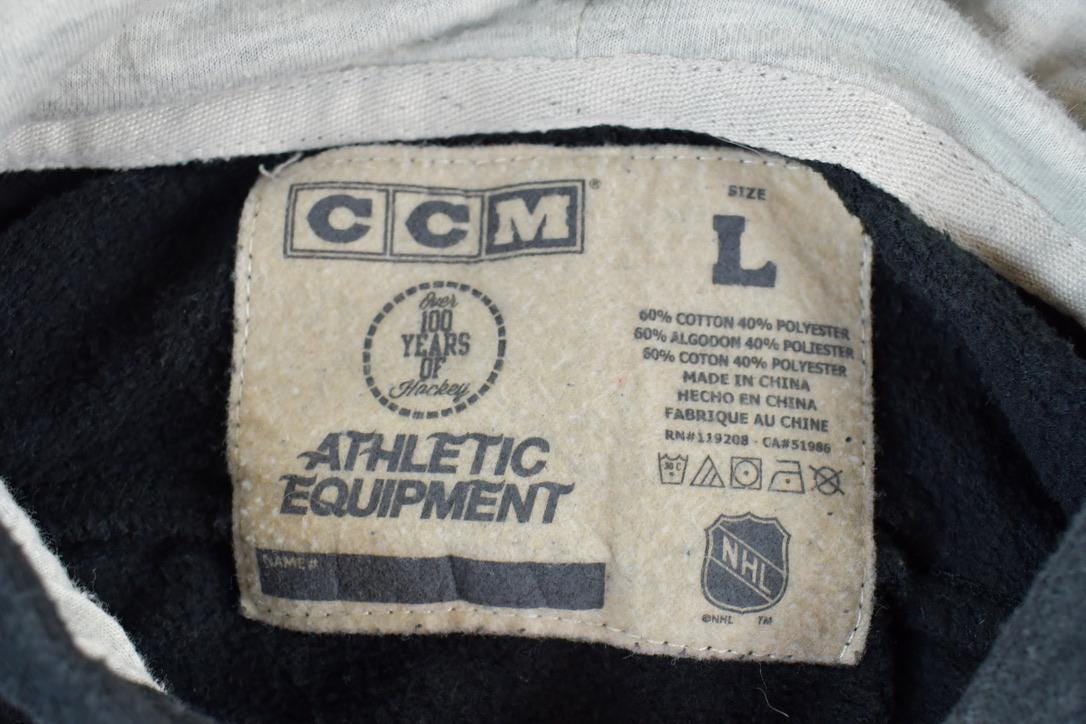 CCM®
Over
100
YEARS
OF
Hockey
ATHLETIC
EQUIPMENT
NAME#
SIZE
L
60% COTTON 40% POLYESTER
60% ALGODON 40% POLIESTER
60% COTON 40% POLYESTER
MADE IN CHINA
HECHO EN CHINA
FABRIQUE AU CHINE
RN#119208 - CA#51986
30 C
NHL
©NHL TM